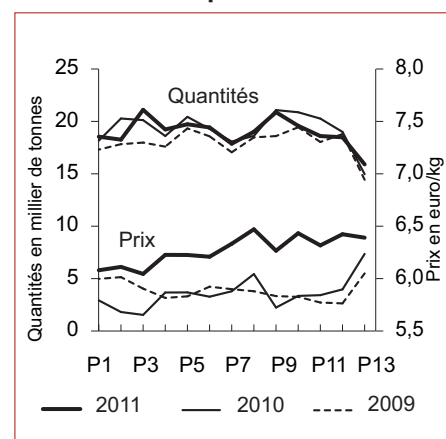 Quantités en millier de tonnes
25
20
15
10
5
0
Quantités
Prix
8,0
7,5
7,0
6,5
6,0
5,5
Prix en euro/kg
P1 P3 P5 P7 P9 P11 P13
2011 2010 2009